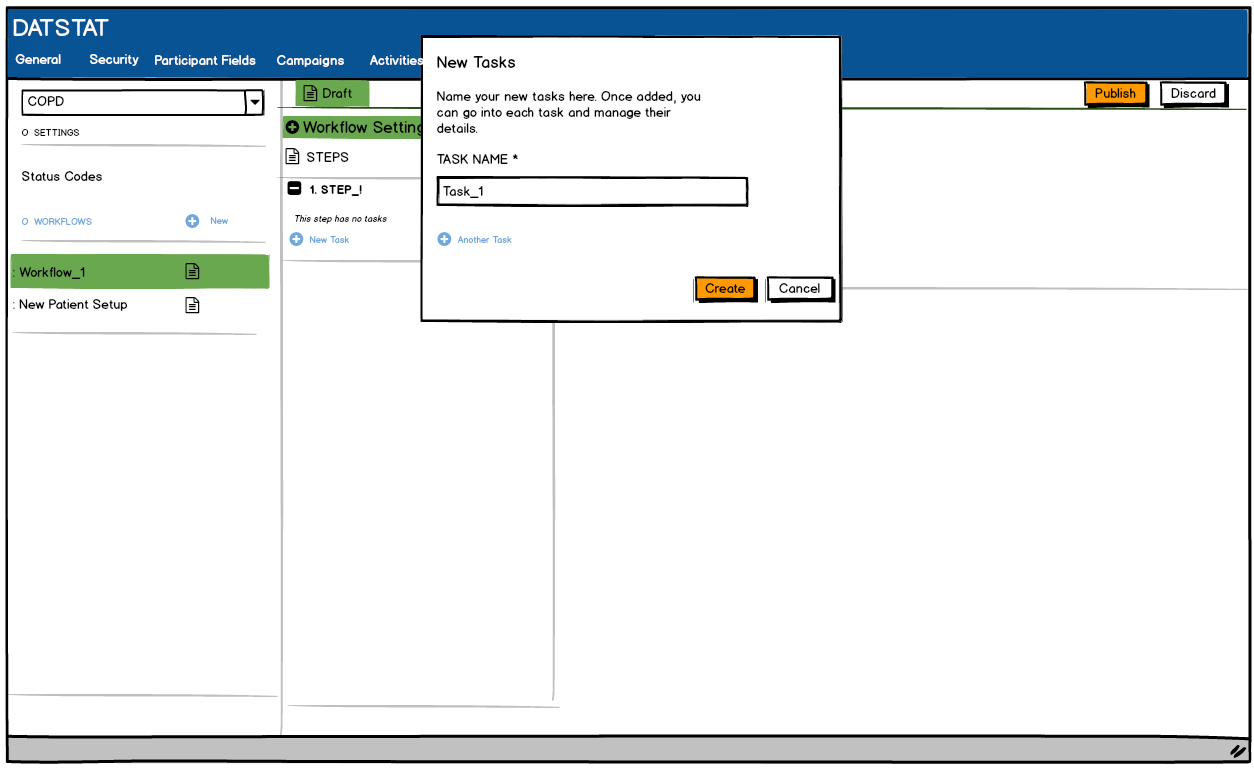 DATSTAT
General Security Participant Fields Campaigns Activities
COPD
O SETTINGS
Status Codes
O WORKFLOWS New
: Workflow_1
: New Patient Setup
Draft
Workflow Setting
STEPS
1. STEP_!
This step has no tasks
New Task
New Tasks
Name your new tasks here. Once added, you
can go into each task and manage their
details.
TASK NAME *
Task_1
Another Task
Create Cancel
Publish Discard